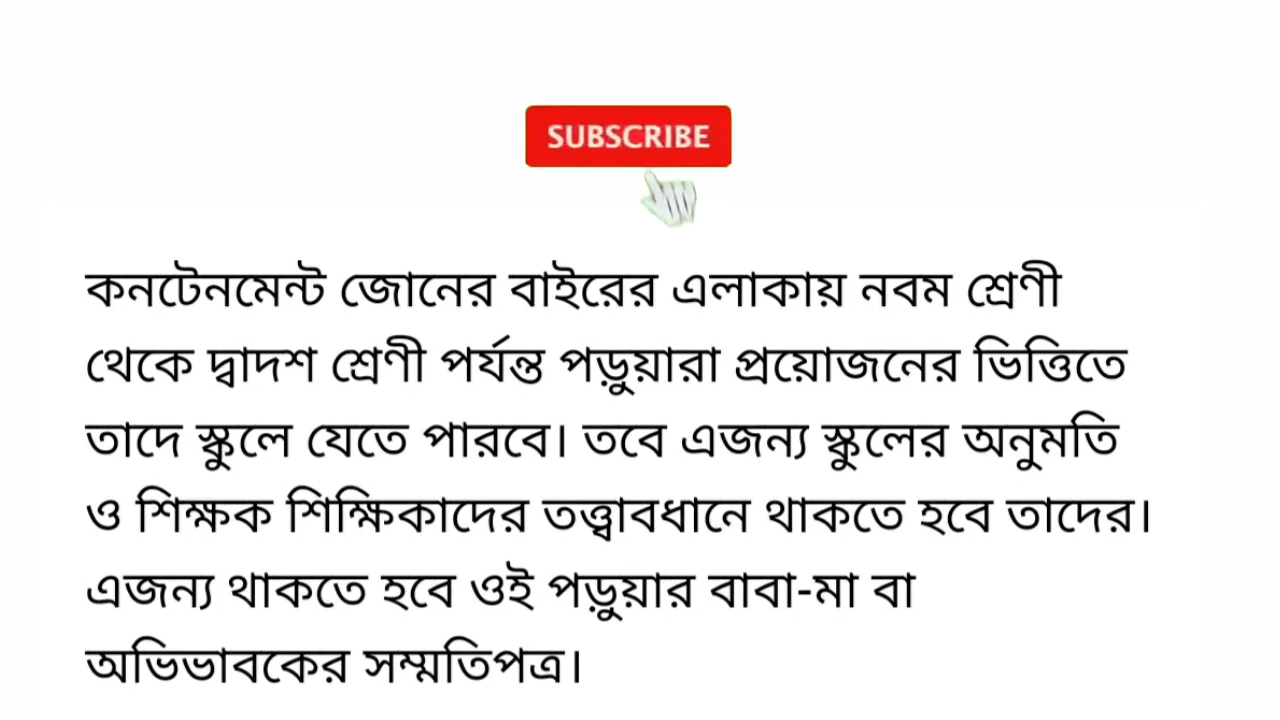 SUBSCRIBE
কনটেনমেন্ট জোনের বাইরের এলাকায় নবম শ্রেণী
থেকে দ্বাদশ শ্রেণী পর্যন্ত পড়ুয়ারা প্রয়োজনের ভিত্তিতে
তাদে স্কুলে যেতে পারবে। তবে এজন্য স্কুলের অনুমতি
ও শিক্ষক শিক্ষিকাদের তত্ত্বাবধানে থাকতে হবে তাদের।
এজন্য থাকতে হবে ওই পড়ুয়ার বাবা-মা বা
অভিভাবকের সম্মতিপত্র।